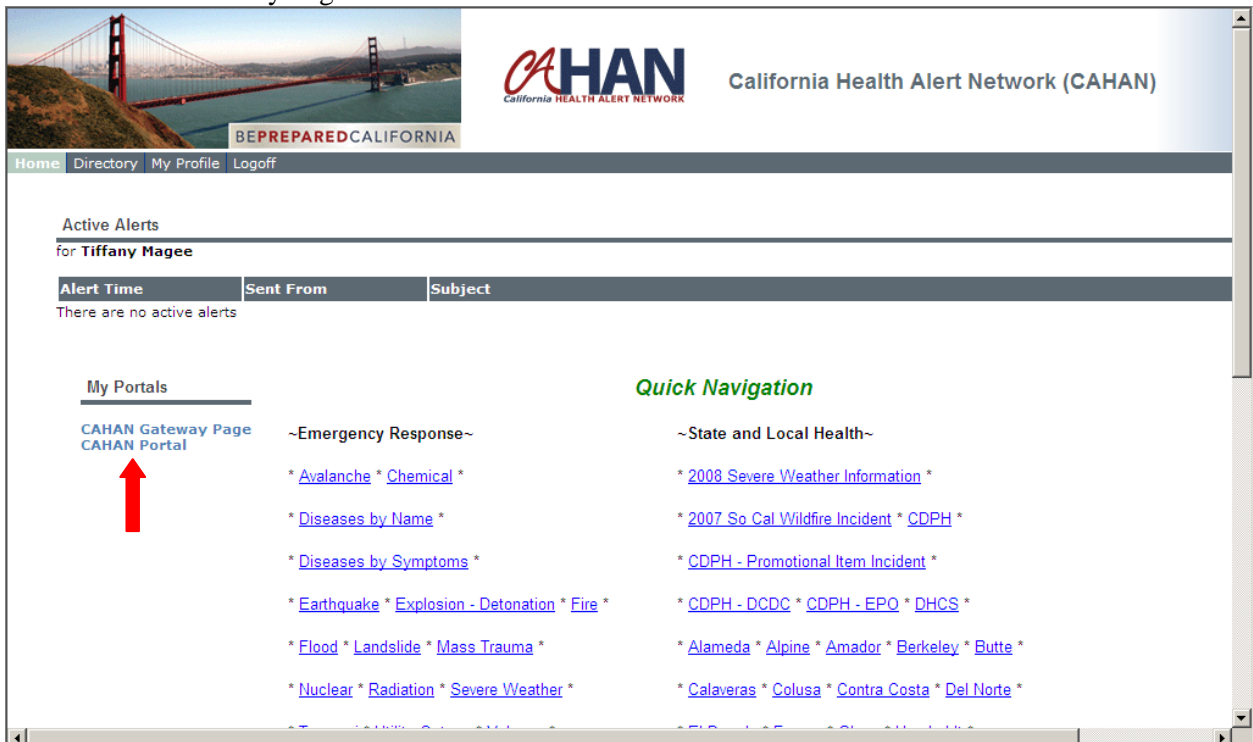 CAHAN
California HEALTH ALERT NETWORK
California Health Alert Network (CAHAN)
BEPREPAREDCALIFORNIA
Home Directory My Profile Logoff
Active Alerts
for Tiffany Magee
Alert Time Sent From Subject
There are no active alerts
My Portals
CAHAN Gateway Page
CAHAN Portal
Quick Navigation
~Emergency Response~
* Avalanche * Chemical *
* Diseases by Name *
* Diseases by Symptoms *
* Earthquake * Explosion - Detonation * Fire *
* Flood * Landslide * Mass Trauma *
* Nuclear * Radiation * Severe Weather *
~State and Local Health~
* 2008 Severe Weather Information *
* 2007 So Cal Wildfire Incident * CDPH *
* CDPH - Promotional Item Incident *
* CDPH - DCDC * CDPH - EPO * DHCS *
* Alameda * Alpine * Amador * Berkeley * Butte *
* Calaveras * Colusa * Contra Costa * Del Norte *